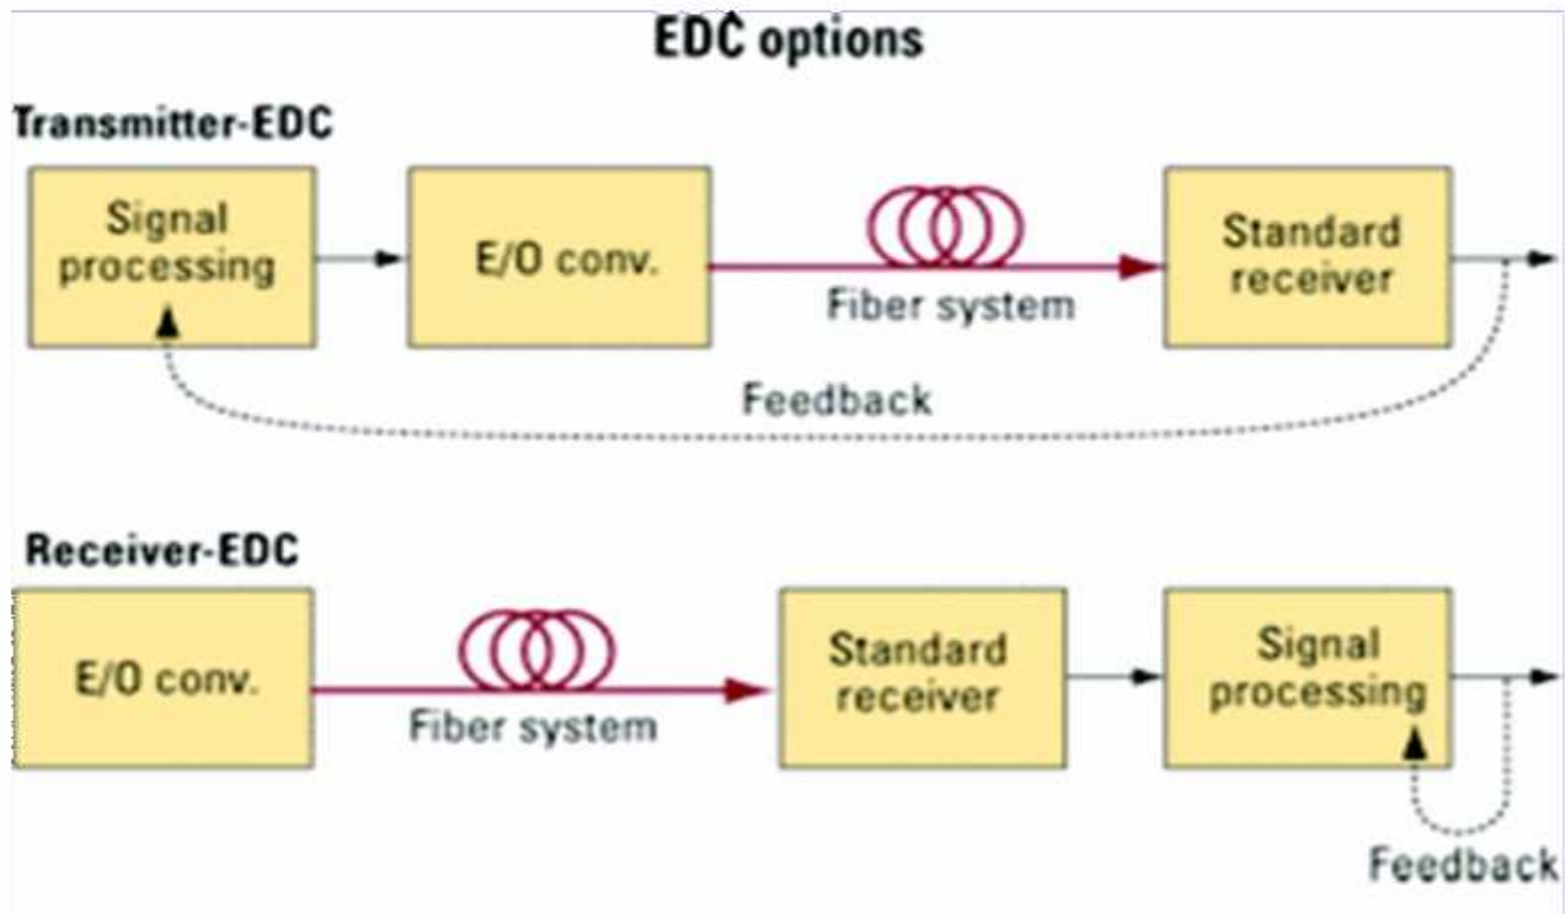 EDC options
Transmitter-EDC
Signal
processing
E/O conv.
Fiber system
Standard
receiver
Feedback
Receiver-EDC
E/O conv.
Fiber system
Standard
receiver
Signal
processing
Feedback